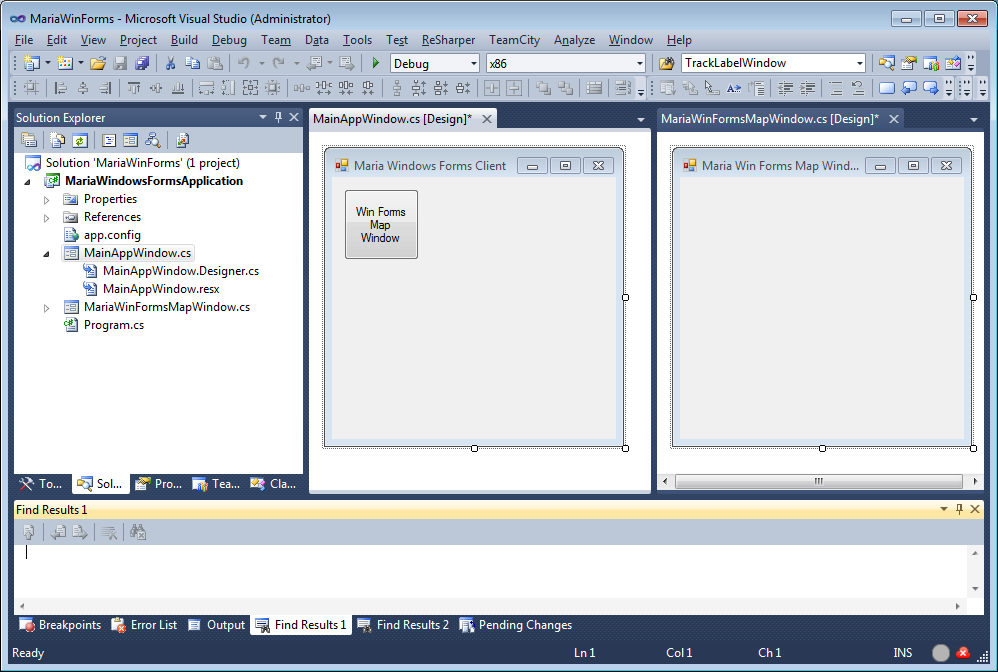 MariaWinForms - Microsoft Visual Studio (Administrator)
File Edit View Project Build Debug Team Data Tools Test ReSharper TeamCity Analyze Window Help
Debug x86 TrackLabelWindow
Solution Explorer
MainAppWindow.cs [Design]*
MariaWinFormsMapWindow.cs [Design]*
Solution 'MariaWinForms' (1 project)
MariaWindowsFormsApplication
Properties
References
app.config
MainAppWindow.cs
MainAppWindow.Designer.cs
MainAppWindow.resx
MariaWinFormsMapWindow.cs
Program.cs
Maria Windows Forms Client
Win Forms
Map
Window
Maria Win Forms Map Wind...
To... Sol... Pro... Tea... Cla...
Find Results 1
Breakpoints Error List Output Find Results 1 Find Results 2 Pending Changes
Ready Ln 1 Col 1 Ch 1 INS